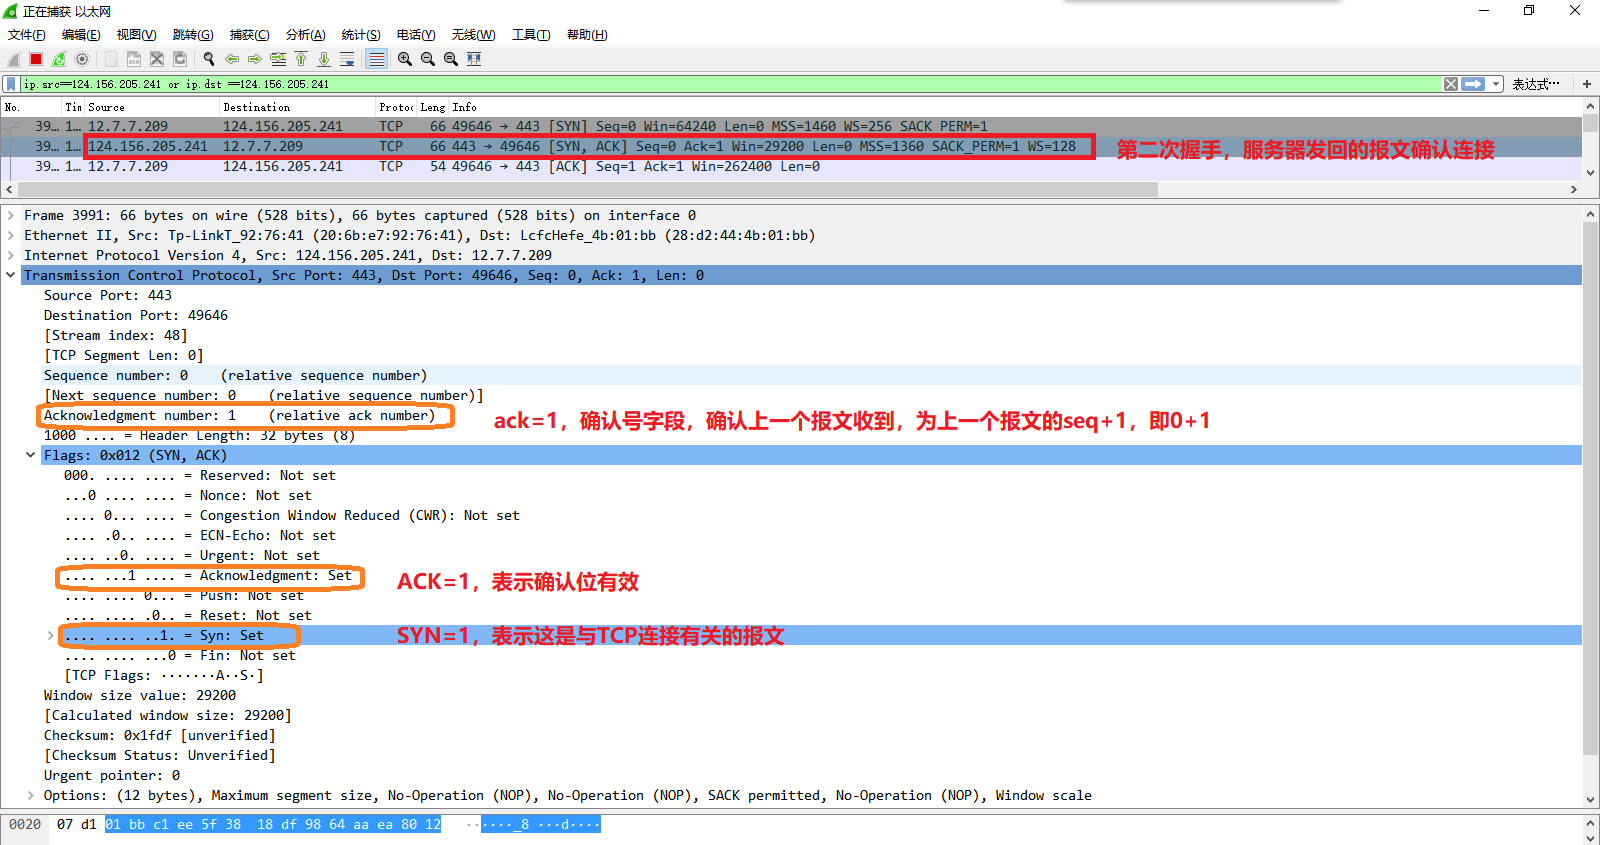 正在捕获 以太网
文件(F) 编辑(E) 视图(V) 跳转(G) 捕获(C) 分析(A) 统计(S) 电话(Y) 无线(W) 工具(T) 帮助(H)
ip.src==124.156.205.241 or ip.dst ==124.156.205.241
表达式…
No. Tin Source Destination Protoc Leng Info
39… 1… 12.7.7.209 124.156.205.241 TCP 66 49646 → 443 [SYN] Seq=0 Win=64240 Len=0 MSS=1460 WS=256 SACK_PERM=1
39… 1… 124.156.205.241 12.7.7.209 TCP 66 443 → 49646 [SYN, ACK] Seq=0 Ack=1 Win=29200 Len=0 MSS=1360 SACK_PERM=1 WS=128
第二次握手，服务器发回的报文确认连接
39… 1… 12.7.7.209 124.156.205.241 TCP 54 49646 → 443 [ACK] Seq=1 Ack=1 Win=262400 Len=0
Frame 3991: 66 bytes on wire (528 bits), 66 bytes captured (528 bits) on interface 0
Ethernet II, Src: Tp-LinkT_92:76:41 (20:6b:e7:92:76:41), Dst: LcfcHefe_4b:01:bb (28:d2:44:4b:01:bb)
Internet Protocol Version 4, Src: 124.156.205.241, Dst: 12.7.7.209
Transmission Control Protocol, Src Port: 443, Dst Port: 49646, Seq: 0, Ack: 1, Len: 0
Source Port: 443
Destination Port: 49646
[Stream index: 48]
[TCP Segment Len: 0]
Sequence number: 0 (relative sequence number)
[Next sequence number: 0 (relative sequence number)]
Acknowledgment number: 1 (relative ack number)
ack=1，确认号字段，确认上一个报文收到，为上一个报文的seq+1，即0+1
1000 .... = Header Length: 32 bytes (8)
Flags: 0x012 (SYN, ACK)
000. .... .... = Reserved: Not set
...0 .... .... = Nonce: Not set
.... 0... .... = Congestion Window Reduced (CWR): Not set
.... .0.. .... = ECN-Echo: Not set
.... ..0. .... = Urgent: Not set
.... ...1 .... = Acknowledgment: Set
ACK=1，表示确认位有效
.... .... 0... = Push: Not set
.... .... .0.. = Reset: Not set
.... .... ..1. = Syn: Set
SYN=1，表示这是与TCP连接有关的报文
.... .... ...0 = Fin: Not set
[TCP Flags: ·······A··S·]
Window size value: 29200
[Calculated window size: 29200]
Checksum: 0x1fdf [unverified]
[Checksum Status: Unverified]
Urgent pointer: 0
Options: (12 bytes), Maximum segment size, No-Operation (NOP), No-Operation (NOP), SACK permitted, No-Operation (NOP), Window scale
0020 07 d1 01 bb c1 ee 5f 38 18 df 98 64 aa ea 80 12 ······_8 ···d····